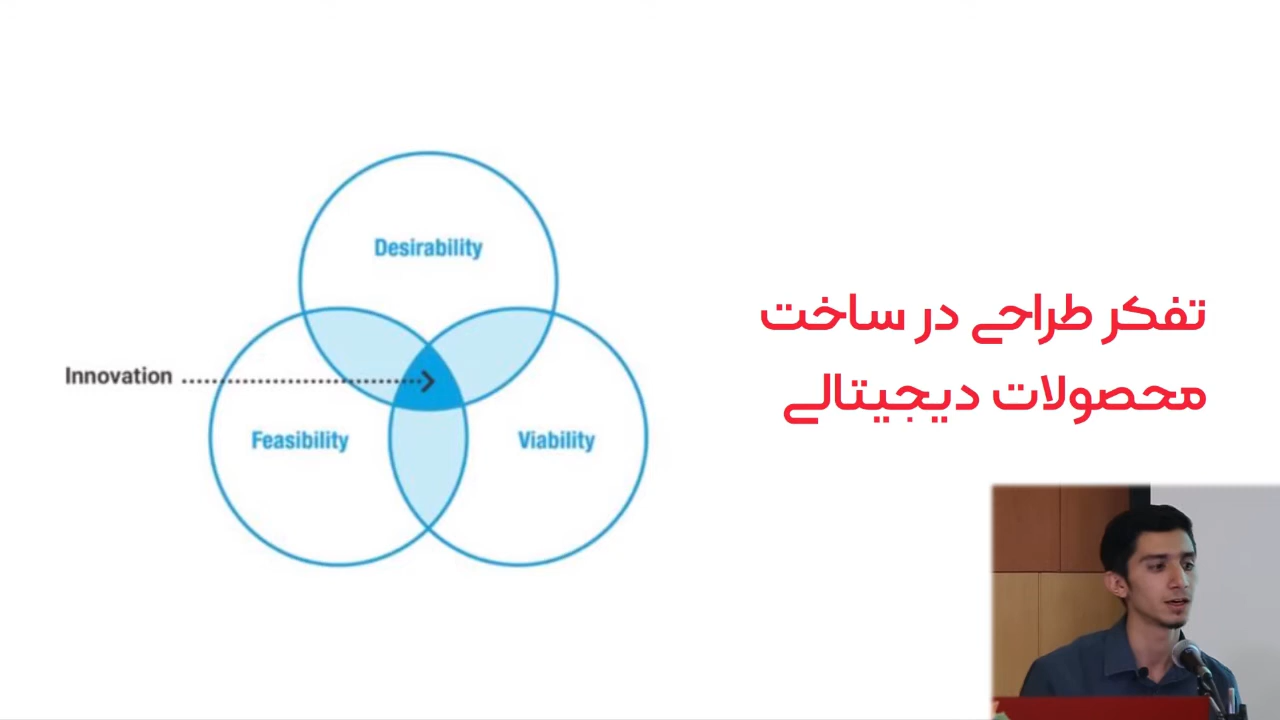 Desirability
Innovation
Feasibility
Viability
تفکر طراحی در ساخت
محصولات دیجیتالی